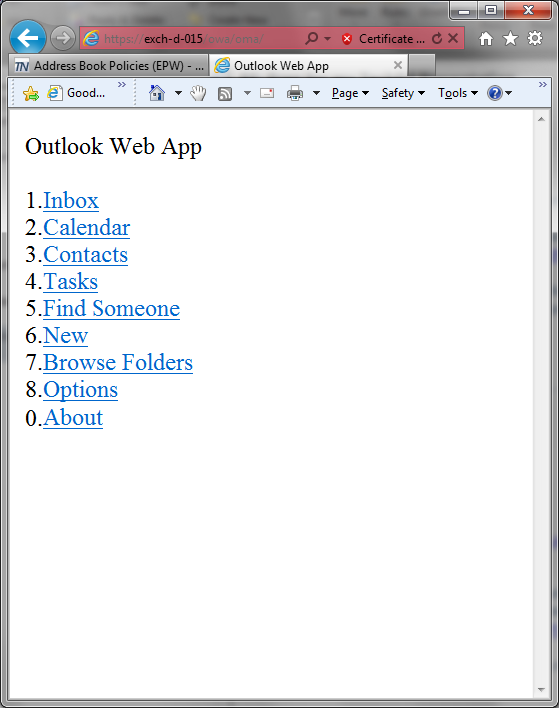 https://exch-d-015/owa/oma/ Certificate ...
TN Address Book Policies (EPW) - ... Outlook Web App
Good... » Page Safety Tools »
Outlook Web App
1.Inbox
2.Calendar
3.Contacts
4.Tasks
5.Find Someone
6.New
7.Browse Folders
8.Options
0.About